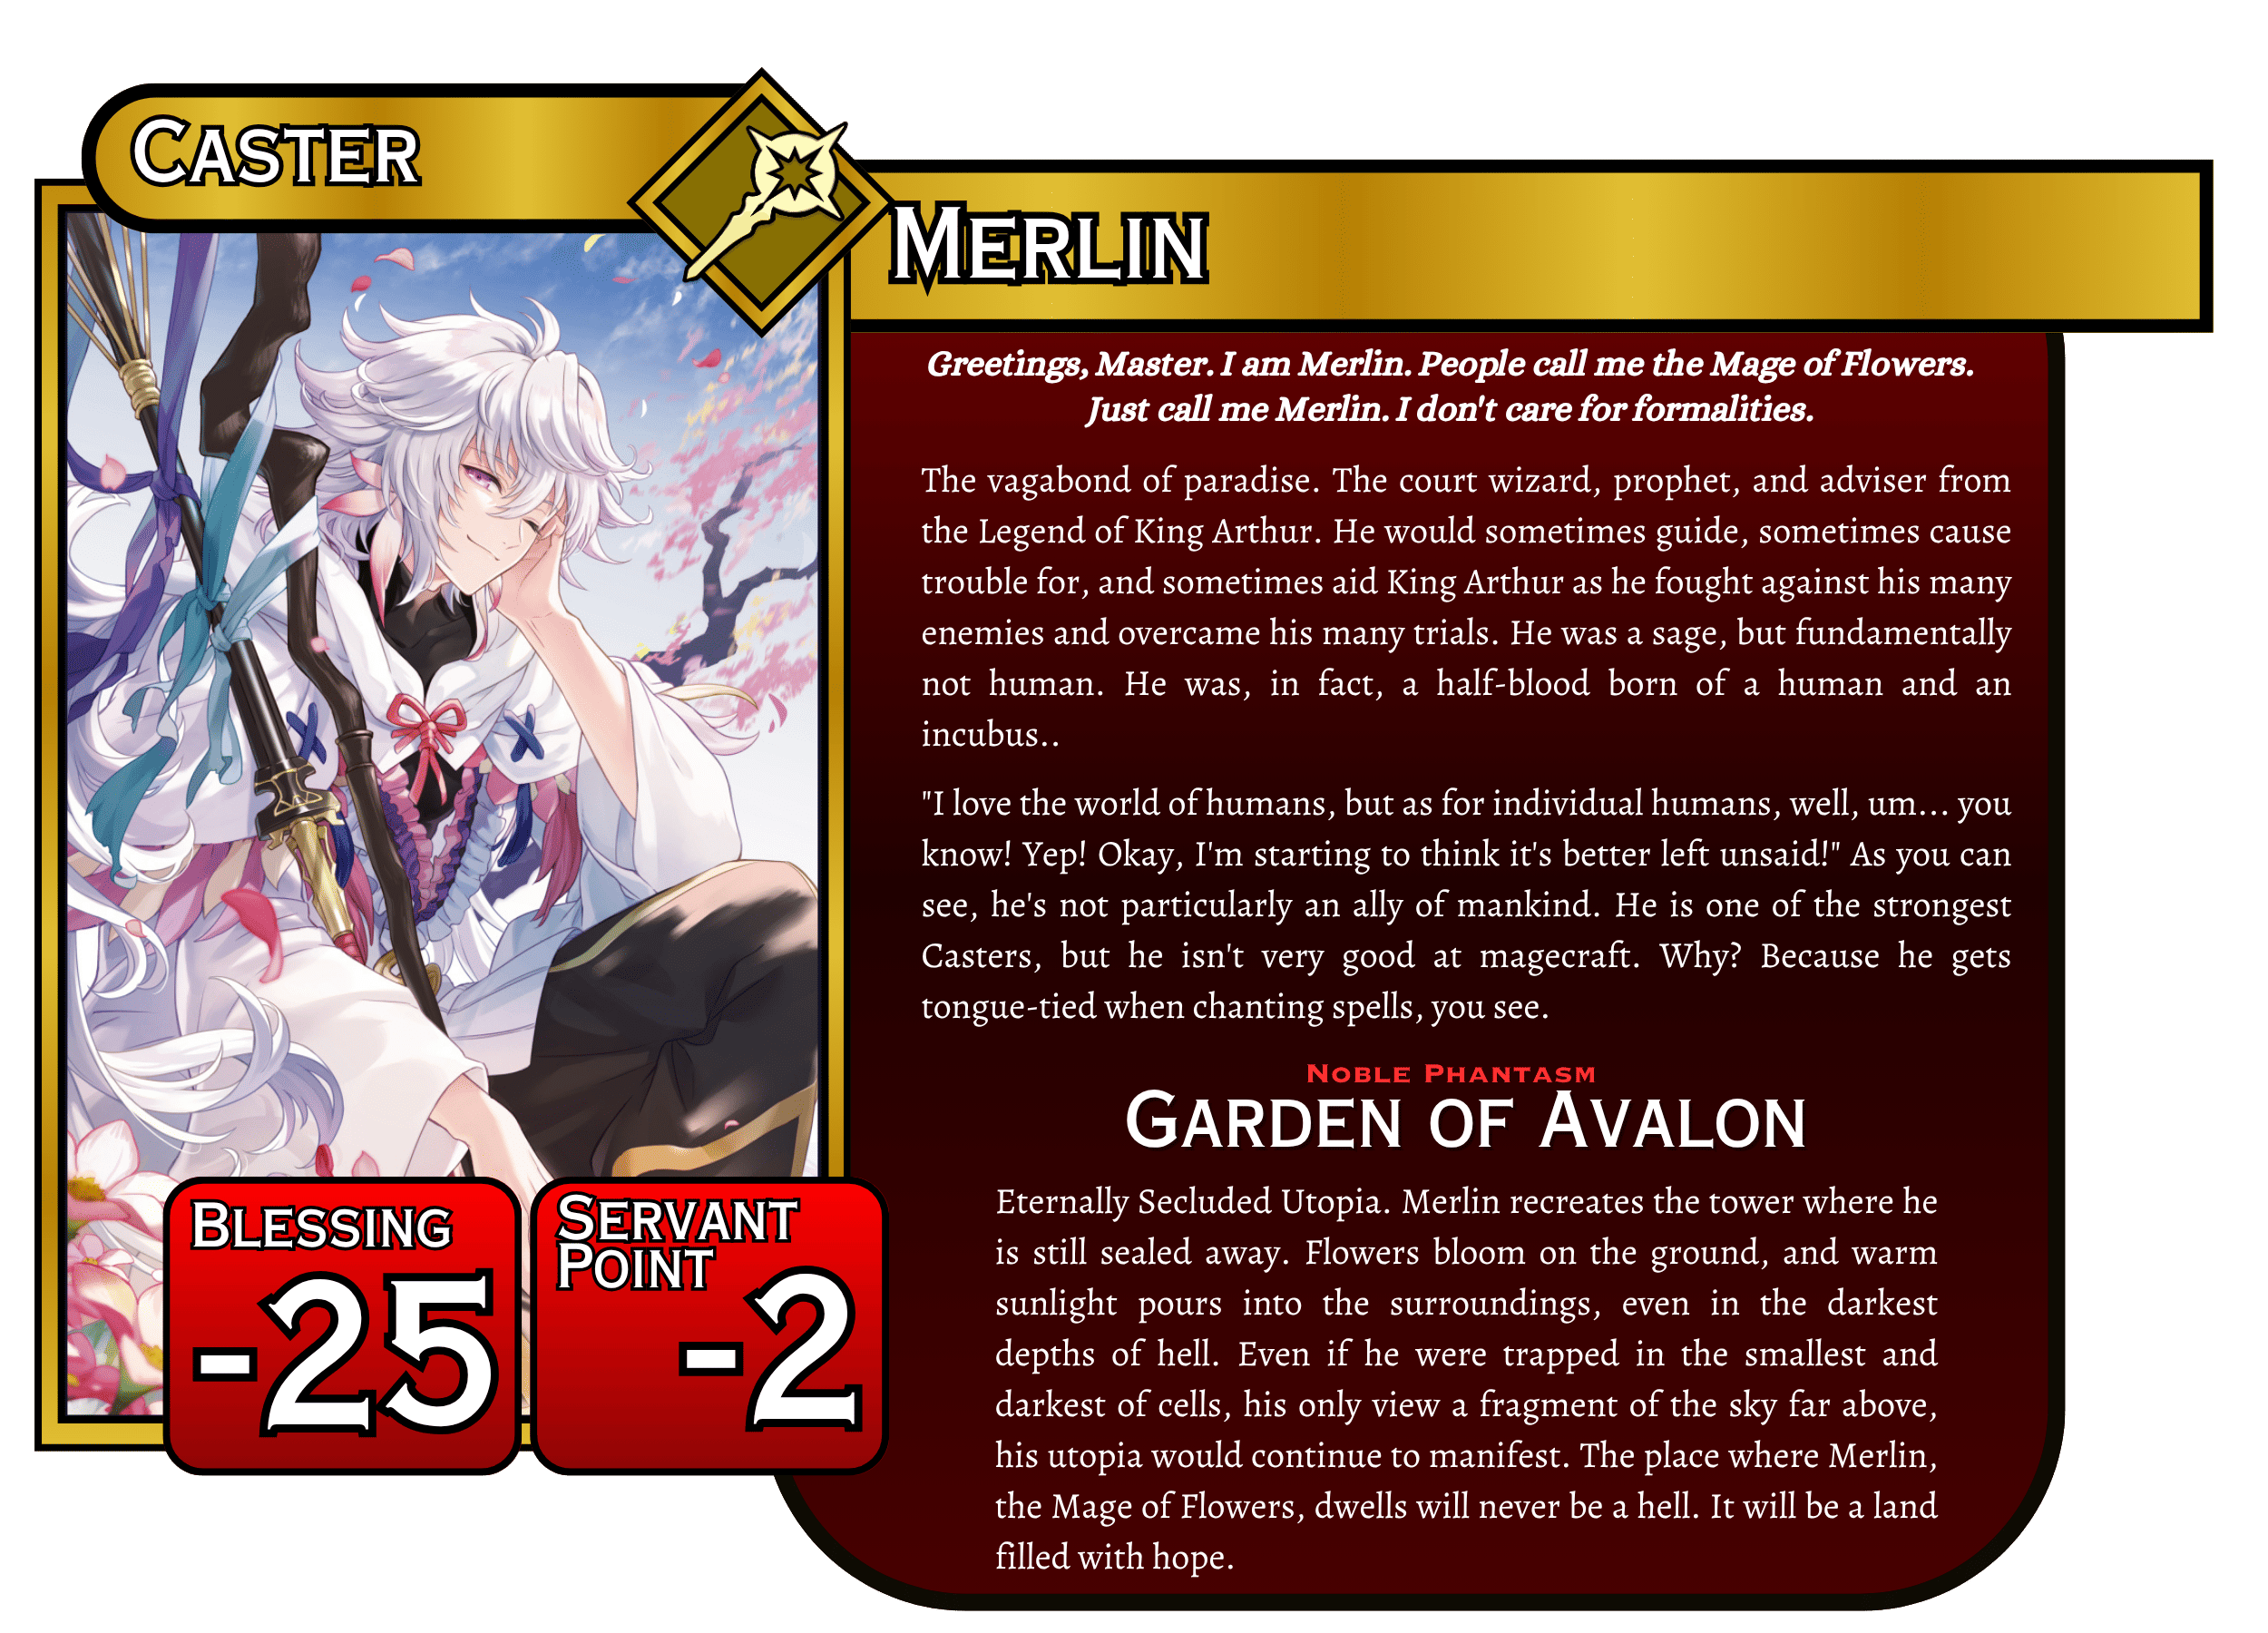 Caster
Merlin
Greetings, Master. I am Merlin. People call me the Mage of Flowers.
Just call me Merlin. I don't care for formalities.
The vagabond of paradise. The court wizard, prophet, and adviser from
the Legend of King Arthur. He would sometimes guide, sometimes cause
trouble for, and sometimes aid King Arthur as he fought against his many
enemies and overcame his many trials. He was a sage, but fundamentally
not human. He was, in fact, a half-blood born of a human and an
incubus..
"I love the world of humans, but as for individual humans, well, um... you
know! Yep! Okay, I'm starting to think it's better left unsaid!" As you can
see, he's not particularly an ally of mankind. He is one of the strongest
Casters, but he isn't very good at magecraft. Why? Because he gets
tongue-tied when chanting spells, you see.
Noble Phantasm
Garden of Avalon
Eternally Secluded Utopia. Merlin recreates the tower where he
is still sealed away. Flowers bloom on the ground, and warm
sunlight pours into the surroundings, even in the darkest
depths of hell. Even if he were trapped in the smallest and
darkest of cells, his only view a fragment of the sky far above,
his utopia would continue to manifest. The place where Merlin,
the Mage of Flowers, dwells will never be a hell. It will be a land
filled with hope.
Blessing
-25
Servant
Point
-2